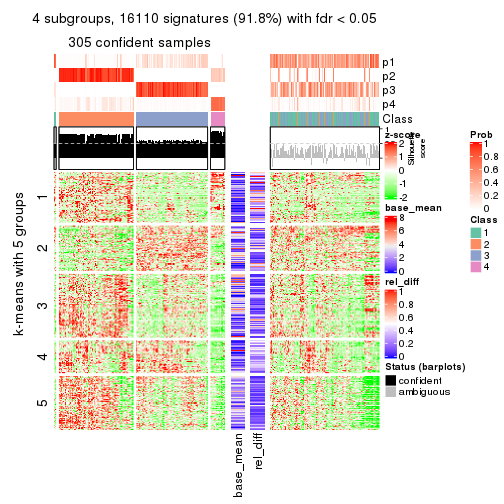 4 subgroups, 16110 signatures (91.8%) with fdr < 0.05
305 confident samples
p1
p2
p3
p4
Class
1
Silhouette
score
z-score
2
1
0
-1
-2
base_mean
8
6
4
2
0
rel_diff
1
0.8
0.6
0.4
0.2
0
Status (barplots)
confident
ambiguous
Prob
1
0.8
0.6
0.4
0.2
0
Class
1
2
3
4
k-means with 5 groups
1
2
3
4
5
base_mean
rel_diff